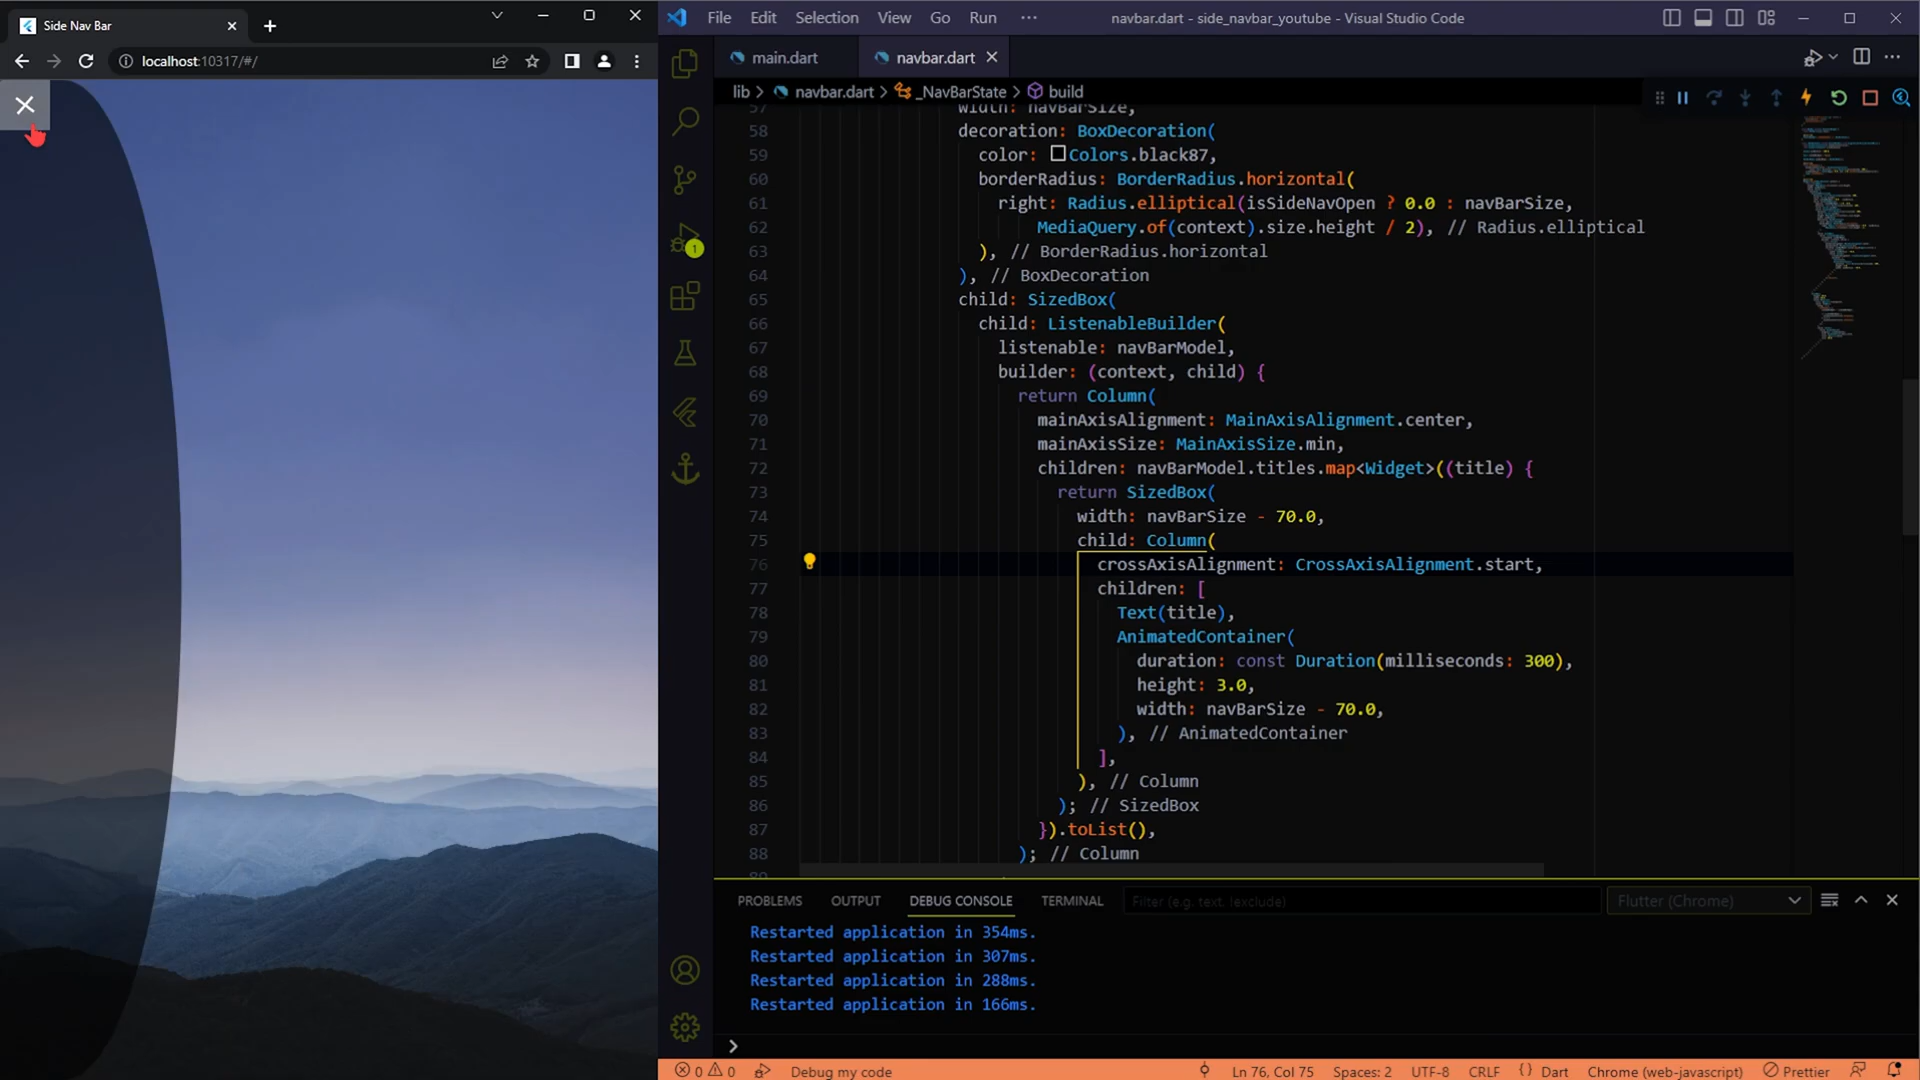 Side Nav Bar
localhost:10317/#/
File Edit Selection View Go Run ···
navbar.dart - side_navbar_youtube - Visual Studio Code
main.dart
navbar.dart
lib > navbar.dart > _NavBarState > build
57 width: navBarSize,
58 decoration: BoxDecoration(
59 color: Colors.black87,
60 borderRadius: BorderRadius.horizontal(
61 right: Radius.elliptical(isSideNavOpen ? 0.0 : navBarSize,
62 MediaQuery.of(context).size.height / 2), // Radius.elliptical
63 ), // BorderRadius.horizontal
64 ), // BoxDecoration
65 child: SizedBox(
66 child: ListenableBuilder(
67 listenable: navBarModel,
68 builder: (context, child) {
69 return Column(
70 mainAxisAlignment: MainAxisAlignment.center,
71 mainAxisSize: MainAxisSize.min,
72 children: navBarModel.titles.map<Widget>((title) {
73 return SizedBox(
74 width: navBarSize - 70.0,
75 child: Column(
76 crossAxisAlignment: CrossAxisAlignment.start,
77 children: [
78 Text(title),
79 AnimatedContainer(
80 duration: const Duration(milliseconds: 300),
81 height: 3.0,
82 width: navBarSize - 70.0,
83 ), // AnimatedContainer
84 ],
85 ), // Column
86 ); // SizedBox
87 }).toList(),
88 ); // Column
1
PROBLEMS OUTPUT DEBUG CONSOLE TERMINAL
Filter (e.g. text, !exclude)
Flutter (Chrome)
Restarted application in 354ms.
Restarted application in 307ms.
Restarted application in 288ms.
Restarted application in 166ms.
0 0 Debug my code
Ln 76, Col 75 Spaces: 2 UTF-8 CRLF { } Dart Chrome (web-javascript) Prettier